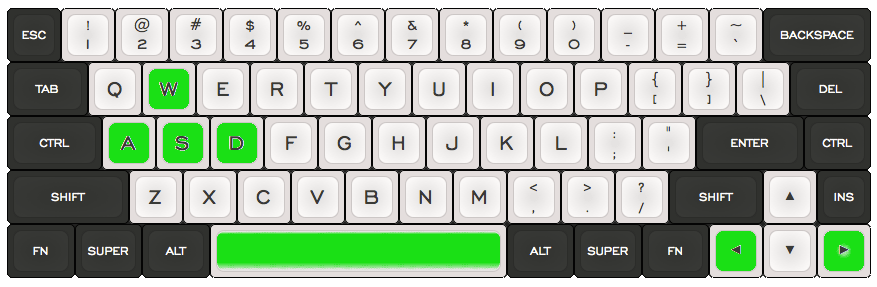 ESC ! 1 @ 2 # 3 $ 4 % 5 ^ 6 & 7 * 8 ( 9 ) 0 _ - + = ~ ` BACKSPACE
TAB Q W E R T Y U I O P { [ } ] | \ DEL
CTRL A S D F G H J K L : ; " ' ENTER CTRL
SHIFT Z X C V B N M < , > . ? / SHIFT ▲ INS
FN SUPER ALT ALT SUPER FN ◄ ▼ ►